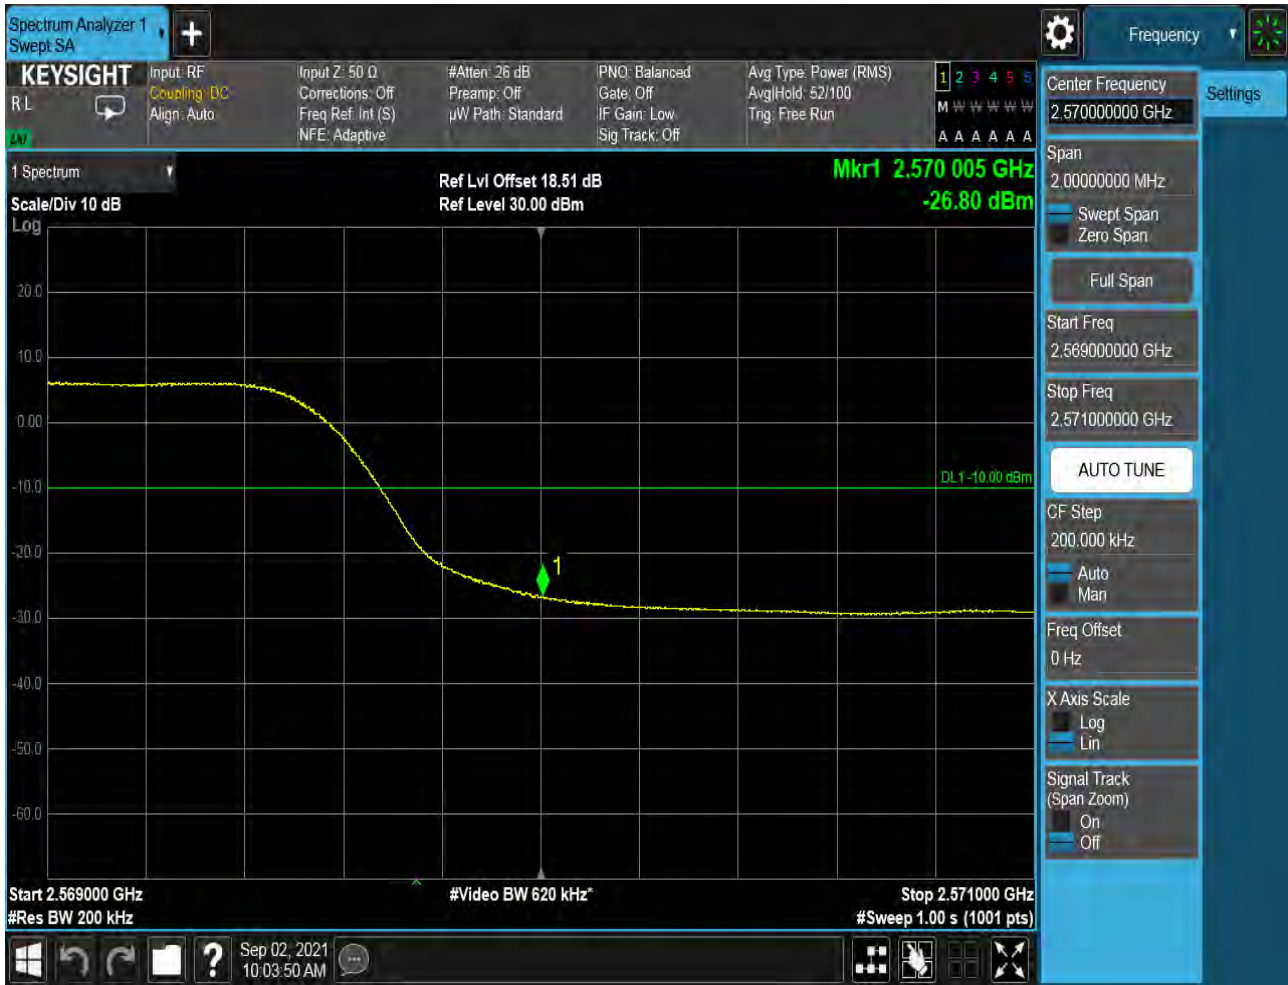 Spectrum Analyzer 1
Swept SA
+
Frequency
KEYSIGHT
R L
Input: RF
Coupling: DC
Align: Auto
Input Z: 50 Ω
Corrections: Off
Freq Ref: Int (S)
NFE: Adaptive
#Atten: 26 dB
Preamp: Off
µW Path: Standard
PNO: Balanced
Gate: Off
IF Gain: Low
Sig Track: Off
Avg Type: Power (RMS)
Avg|Hold: 52/100
Trig: Free Run
1 2 3 4 5 6
M W W W W W
A A A A A A
1 Spectrum
Scale/Div 10 dB
Log
Ref Lvl Offset 18.51 dB
Ref Level 30.00 dBm
Mkr1 2.570 005 GHz
-26.80 dBm
20.0
10.0
0.00
-10.0
-20.0
-30.0
-40.0
-50.0
-60.0
DL1 -10.00 dBm
1
Start 2.569000 GHz
#Res BW 200 kHz
#Video BW 620 kHz*
Stop 2.571000 GHz
#Sweep 1.00 s (1001 pts)
?
Sep 02, 2021
10:03:50 AM
Center Frequency
2.570000000 GHz
Settings
Span
2.00000000 MHz
Swept Span
Zero Span
Full Span
Start Freq
2.569000000 GHz
Stop Freq
2.571000000 GHz
AUTO TUNE
CF Step
200.000 kHz
Auto
Man
Freq Offset
0 Hz
X Axis Scale
Log
Lin
Signal Track
(Span Zoom)
On
Off